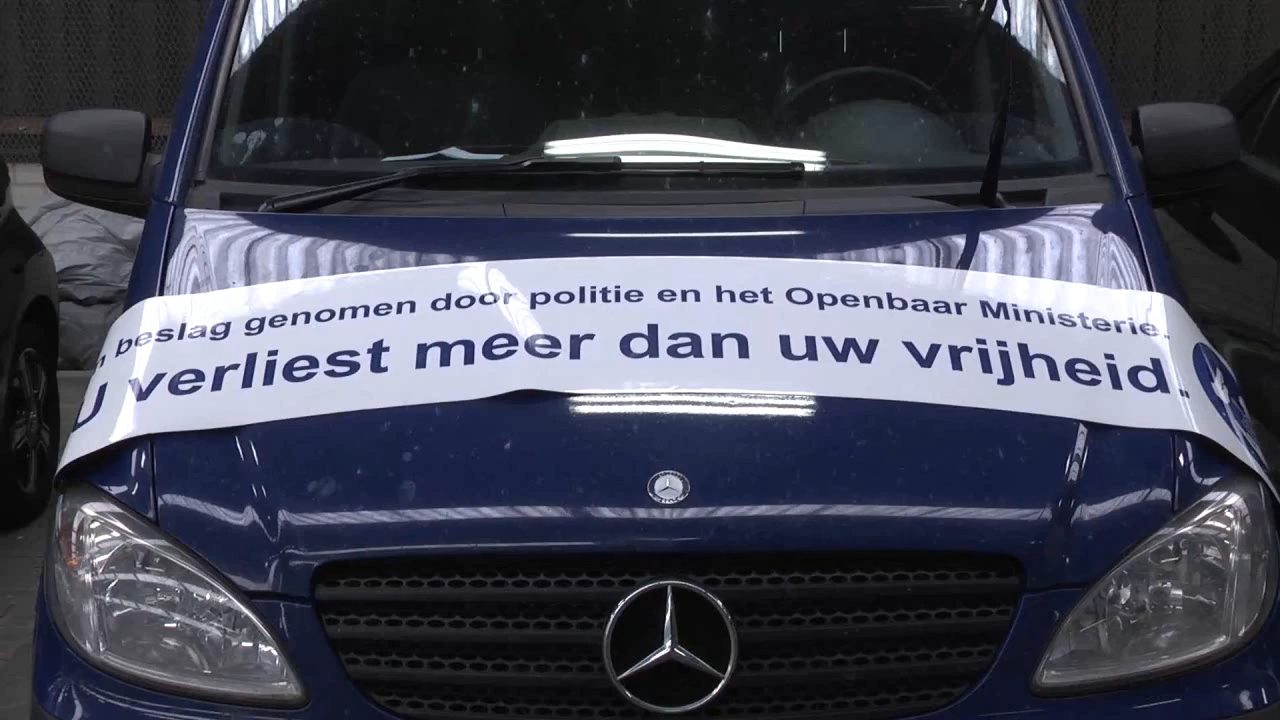 beslag genomen door politie en het Openbaar Ministerie.
U verliest meer dan uw vrijheid.